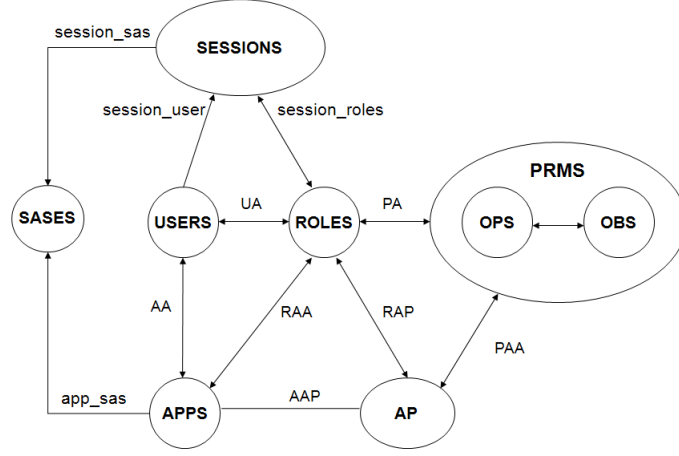 session_sas
SESSIONS
session_user
session_roles
PRMS
SASES
USERS
UA
ROLES
PA
OPS
OBS
AA
RAA
RAP
PAA
app_sas
APPS
AAP
AP